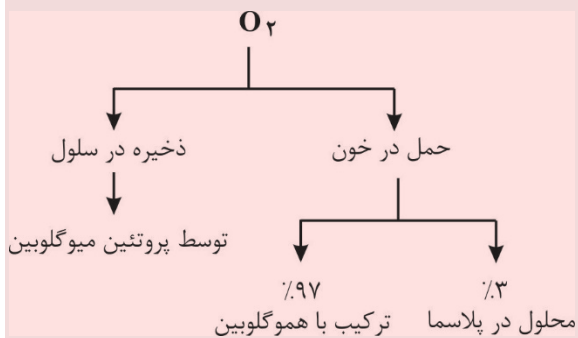 O۲
حمل در خون
ذخیره در سلول
توسط پروتئین میوگلوبین
٪۳
محلول در پلاسما
٪۹۷
ترکیب با هموگلوبین